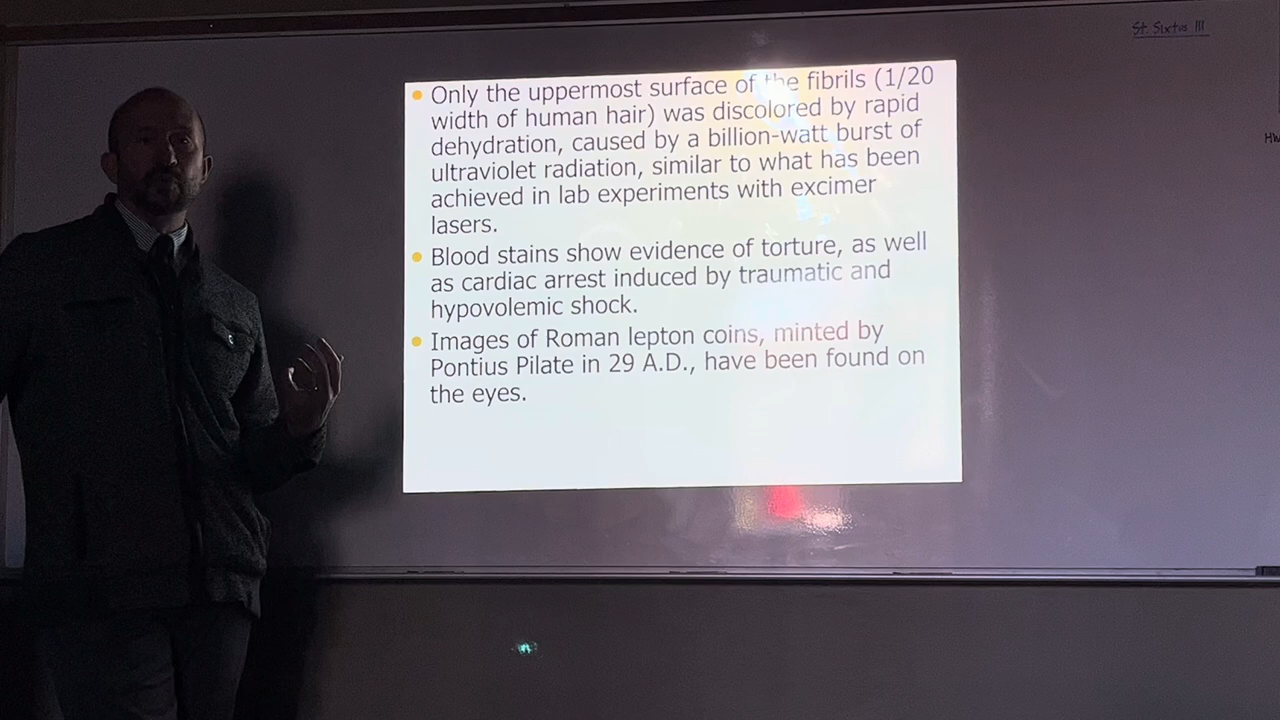 St. Sixtus III
Only the uppermost surface of the fibrils (1/20
width of human hair) was discolored by rapid
dehydration, caused by a billion-watt burst of
ultraviolet radiation, similar to what has been
achieved in lab experiments with excimer
lasers.
Blood stains show evidence of torture, as well
as cardiac arrest induced by traumatic and
hypovolemic shock.
Images of Roman lepton coins, minted by
Pontius Pilate in 29 A.D., have been found on
the eyes.